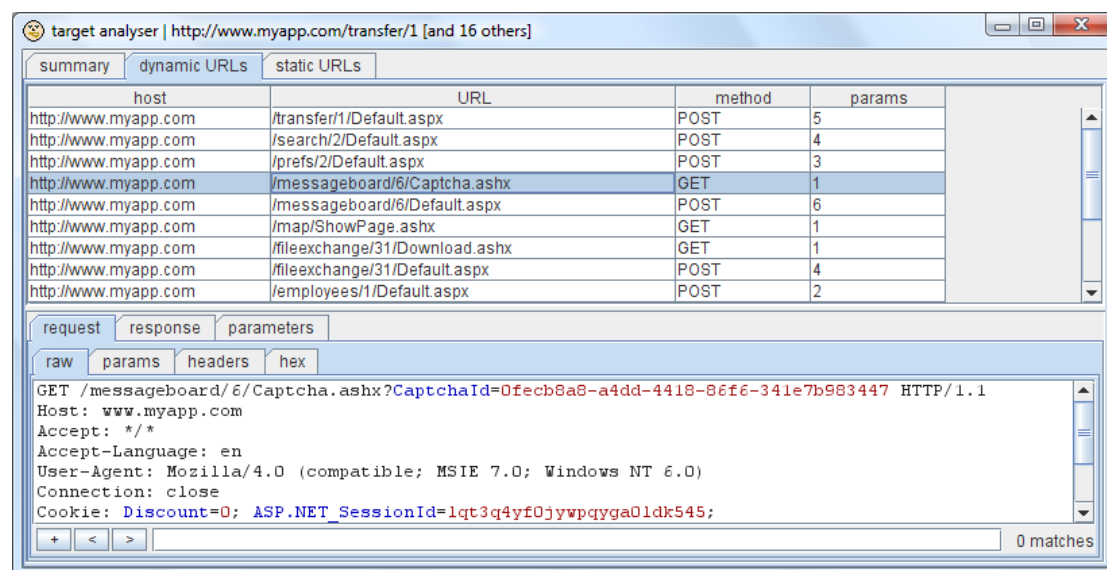 target analyser | http://www.myapp.com/transfer/1 [and 16 others]
summary dynamic URLs static URLs
host URL method params
http://www.myapp.com /transfer/1/Default.aspx POST 5
http://www.myapp.com /search/2/Default.aspx POST 4
http://www.myapp.com /prefs/2/Default.aspx POST 3
http://www.myapp.com /messageboard/6/Captcha.ashx GET 1
http://www.myapp.com /messageboard/6/Default.aspx POST 6
http://www.myapp.com /map/ShowPage.ashx GET 1
http://www.myapp.com /fileexchange/31/Download.ashx GET 1
http://www.myapp.com /fileexchange/31/Default.aspx POST 4
http://www.myapp.com /employees/1/Default.aspx POST 2
request response parameters
raw params headers hex
GET /messageboard/6/Captcha.ashx?CaptchaId=0fecb8a8-a4dd-4418-86f6-341e7b983447 HTTP/1.1
Host: www.myapp.com
Accept: */*
Accept-Language: en
User-Agent: Mozilla/4.0 (compatible; MSIE 7.0; Windows NT 6.0)
Connection: close
Cookie: Discount=0; ASP.NET_SessionId=lqt3q4yf0jywpqyga0ldk545;
+ < > 0 matches